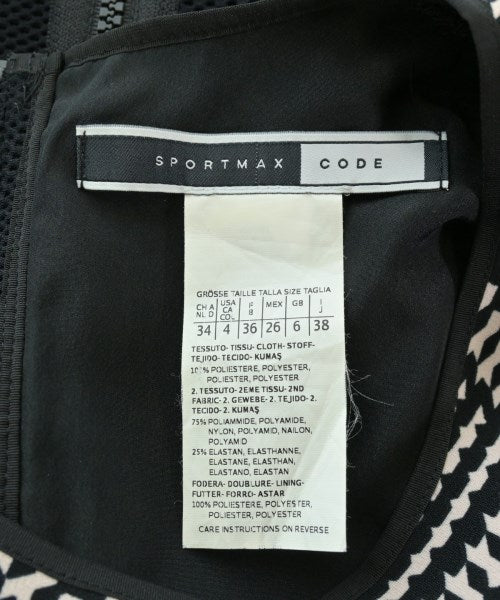 SPORTMAX CODE
GRÖSSE TAILLE TALLA SIZE TAGLIA
CH A USA F MEX GB I
NL D CA B J
COL
34 4 36 26 6 38
TESSUTO- TISSU- CLOTH- STOFF-
TEJIDO- TECIDO- KUMAŞ
100% POLIESTERE, POLYESTER,
POLIESTER, POLYESTER
2. TESSUTO- 2EME TISSU- 2ND
FABRIC- 2. GEWEBE- 2. TEJIDO- 2.
TECIDO- 2. KUMAŞ
75% POLIAMMIDE, POLYAMIDE,
NYLON, POLYAMID, NAILON,
POLYAMID
25% ELASTAN, ELASTHANNE,
ELASTANE, ELASTHAN,
ELASTANO, ELASTAN
FODERA- DOUBLURE- LINING-
FUTTER- FORRO- ASTAR
100% POLIESTERE, POLYESTER,
POLIESTER, POLYESTER
CARE INSTRUCTIONS ON REVERSE